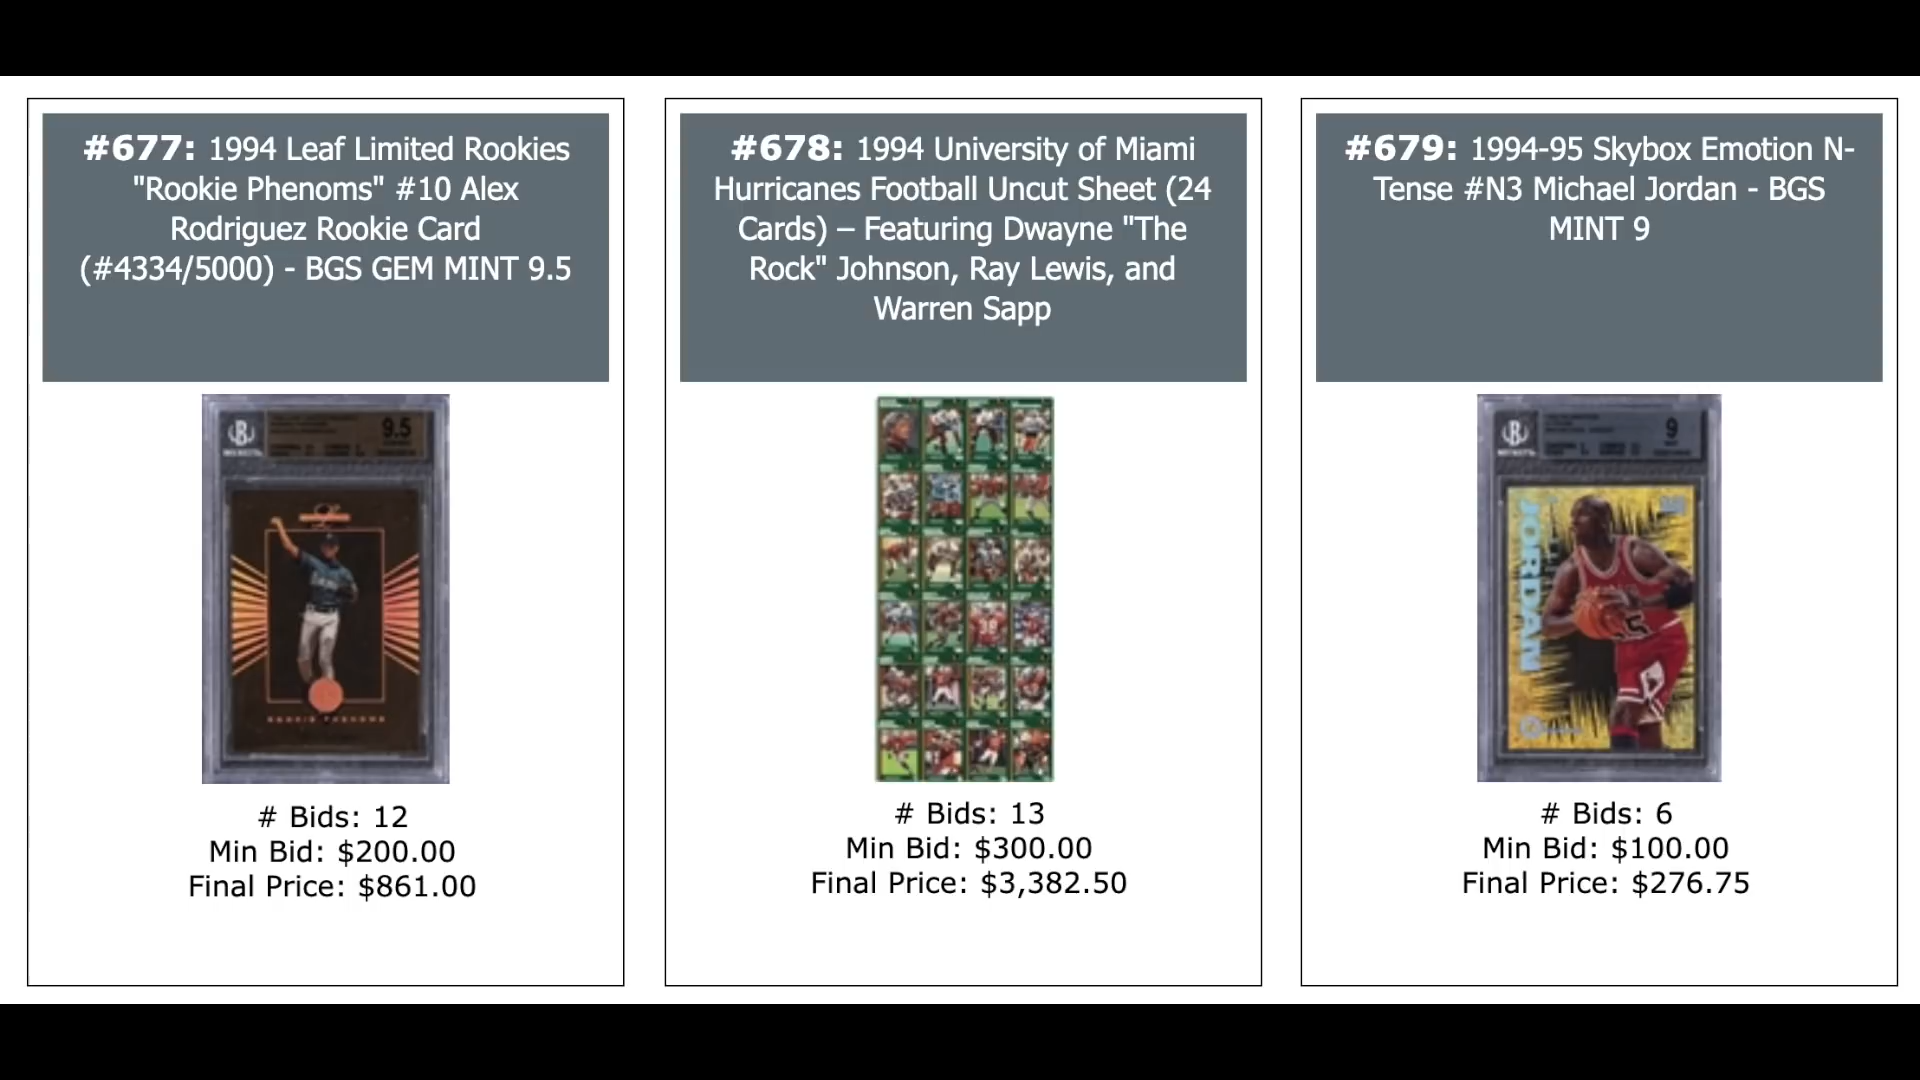 #677: 1994 Leaf Limited Rookies
"Rookie Phenoms" #10 Alex
Rodriguez Rookie Card
(#4334/5000) - BGS GEM MINT 9.5
9.5
ROOKIE PHENOMS
# Bids: 12
Min Bid: $200.00
Final Price: $861.00
#678: 1994 University of Miami
Hurricanes Football Uncut Sheet (24
Cards) – Featuring Dwayne "The
Rock" Johnson, Ray Lewis, and
Warren Sapp
# Bids: 13
Min Bid: $300.00
Final Price: $3,382.50
#679: 1994-95 Skybox Emotion N-
Tense #N3 Michael Jordan - BGS
MINT 9
9
JORDAN
# Bids: 6
Min Bid: $100.00
Final Price: $276.75